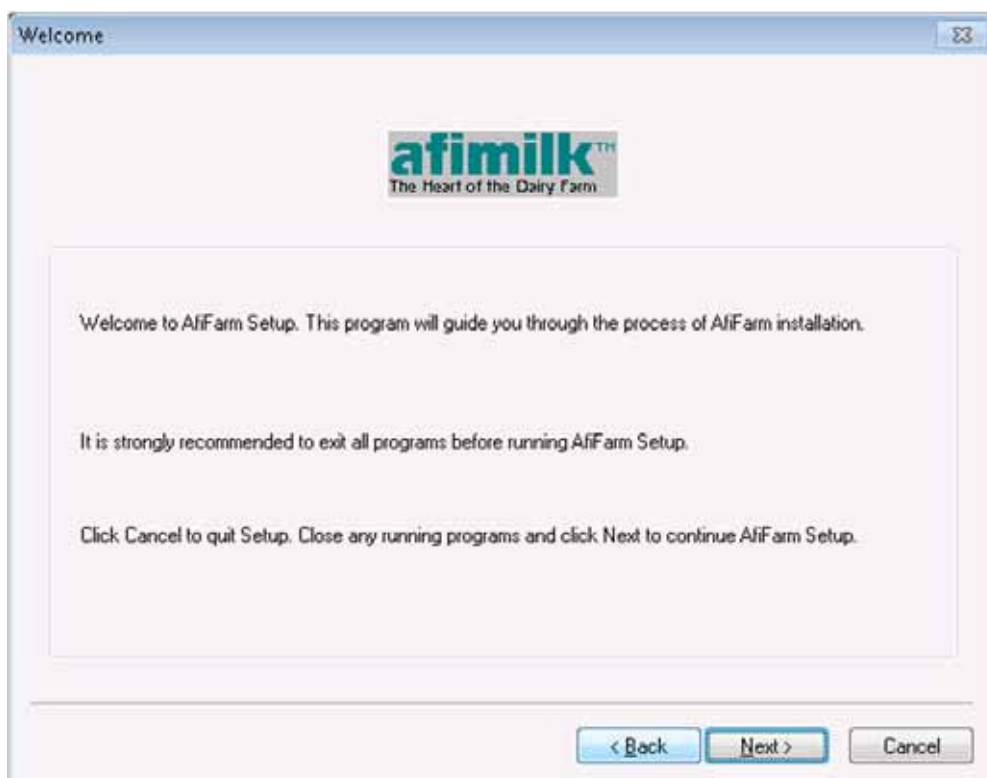 Welcome
afimilk™
The Heart of the Dairy Farm
Welcome to AfiFarm Setup. This program will guide you through the process of AfiFarm installation.
It is strongly recommended to exit all programs before running AfiFarm Setup.
Click Cancel to quit Setup. Close any running programs and click Next to continue AfiFarm Setup.
< Back Next > Cancel